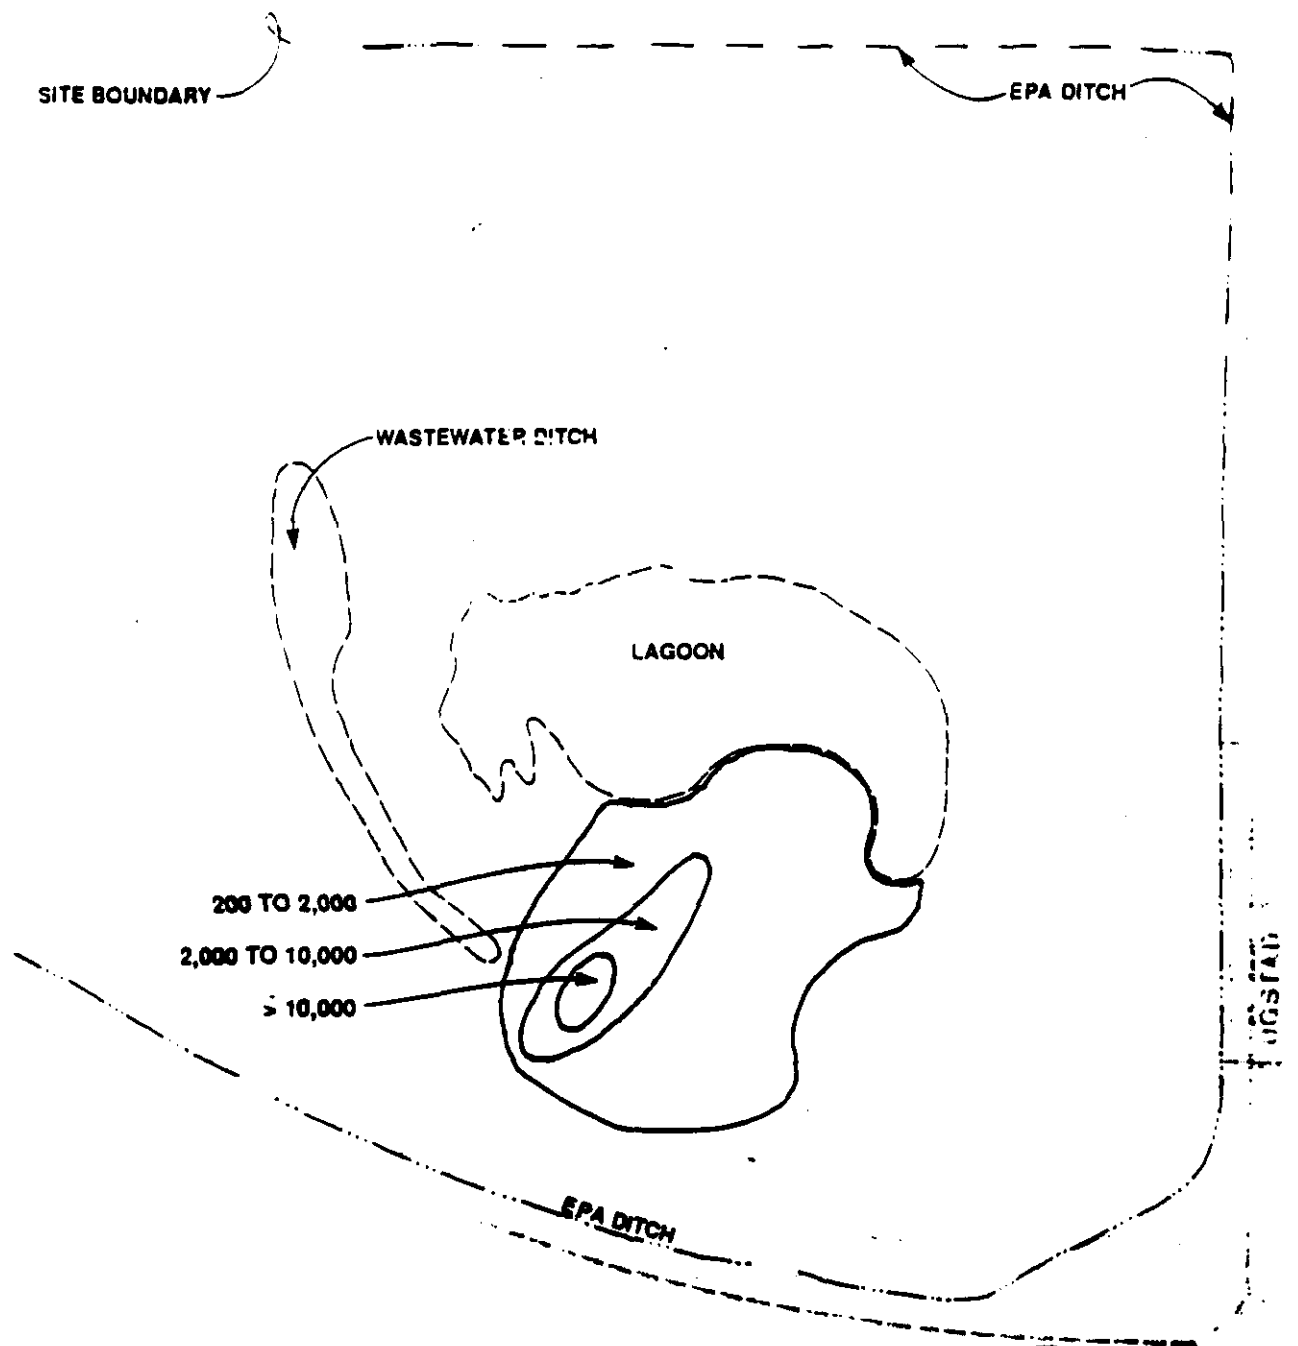 SITE BOUNDARY
EPA DITCH
WASTEWATER DITCH
LAGOON
200 TO 2,000
2,000 TO 10,000
> 10,000
EPA DITCH